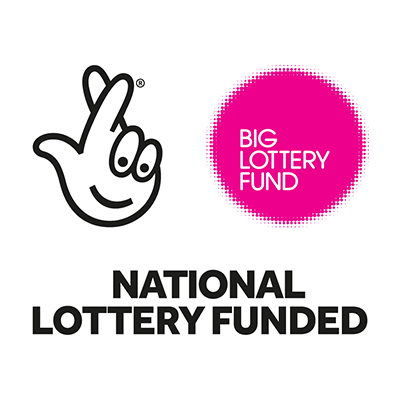 ®
BIG
LOTTERY
FUND
NATIONAL
LOTTERY FUNDED